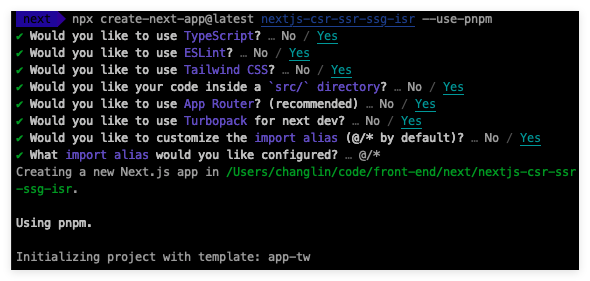 next npx create-next-app@latest nextjs-csr-ssr-ssg-isr --use-pnpm
✔ Would you like to use TypeScript? … No / Yes
✔ Would you like to use ESLint? … No / Yes
✔ Would you like to use Tailwind CSS? … No / Yes
✔ Would you like your code inside a `src/` directory? … No / Yes
✔ Would you like to use App Router? (recommended) … No / Yes
✔ Would you like to use Turbopack for next dev? … No / Yes
✔ Would you like to customize the import alias (@/* by default)? … No / Yes
✔ What import alias would you like configured? … @/*
Creating a new Next.js app in /Users/changlin/code/front-end/next/nextjs-csr-ssr
-ssg-isr.
Using pnpm.
Initializing project with template: app-tw